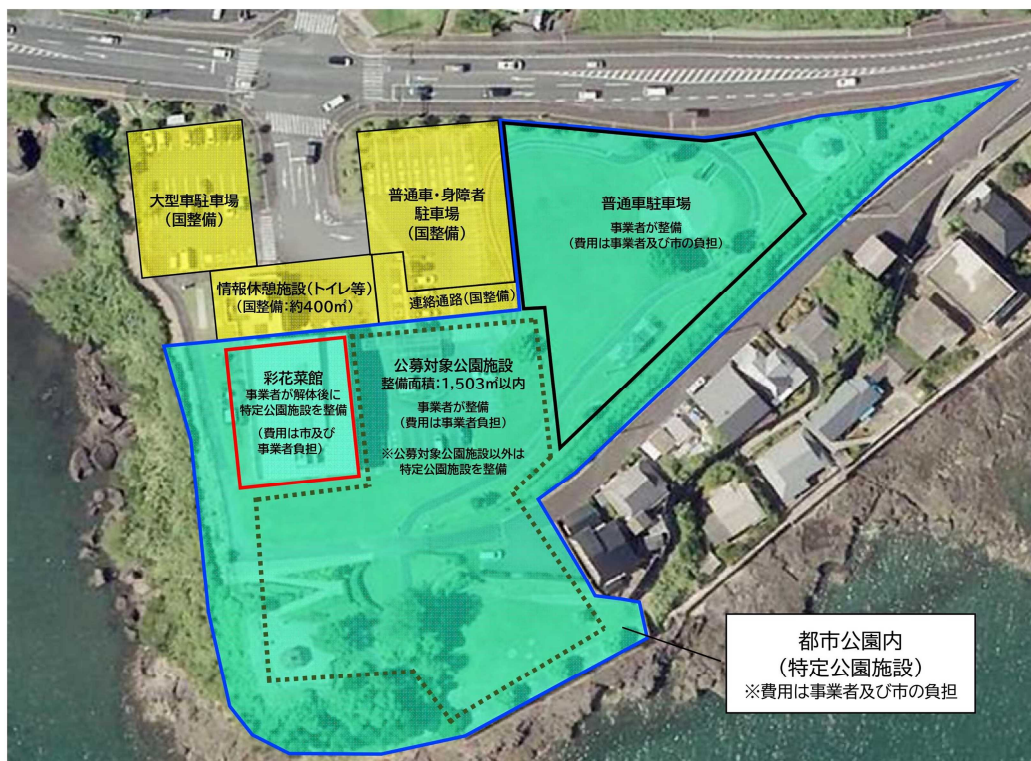 大型車駐車場
(国整備)
普通車・身障者
駐車場
(国整備)
普通車駐車場
事業者が整備
(費用は事業者及び市の負担)
情報休憩施設(トイレ等)
(国整備:約400㎡)
連絡通路(国整備)
彩花菜館
事業者が解体後に
特定公園施設を整備
(費用は市及び
事業者負担)
公募対象公園施設
整備面積:1,503㎡以内
事業者が整備
(費用は事業者負担)
※公募対象公園施設以外は
特定公園施設を整備
都市公園内
(特定公園施設)
※費用は事業者及び市の負担